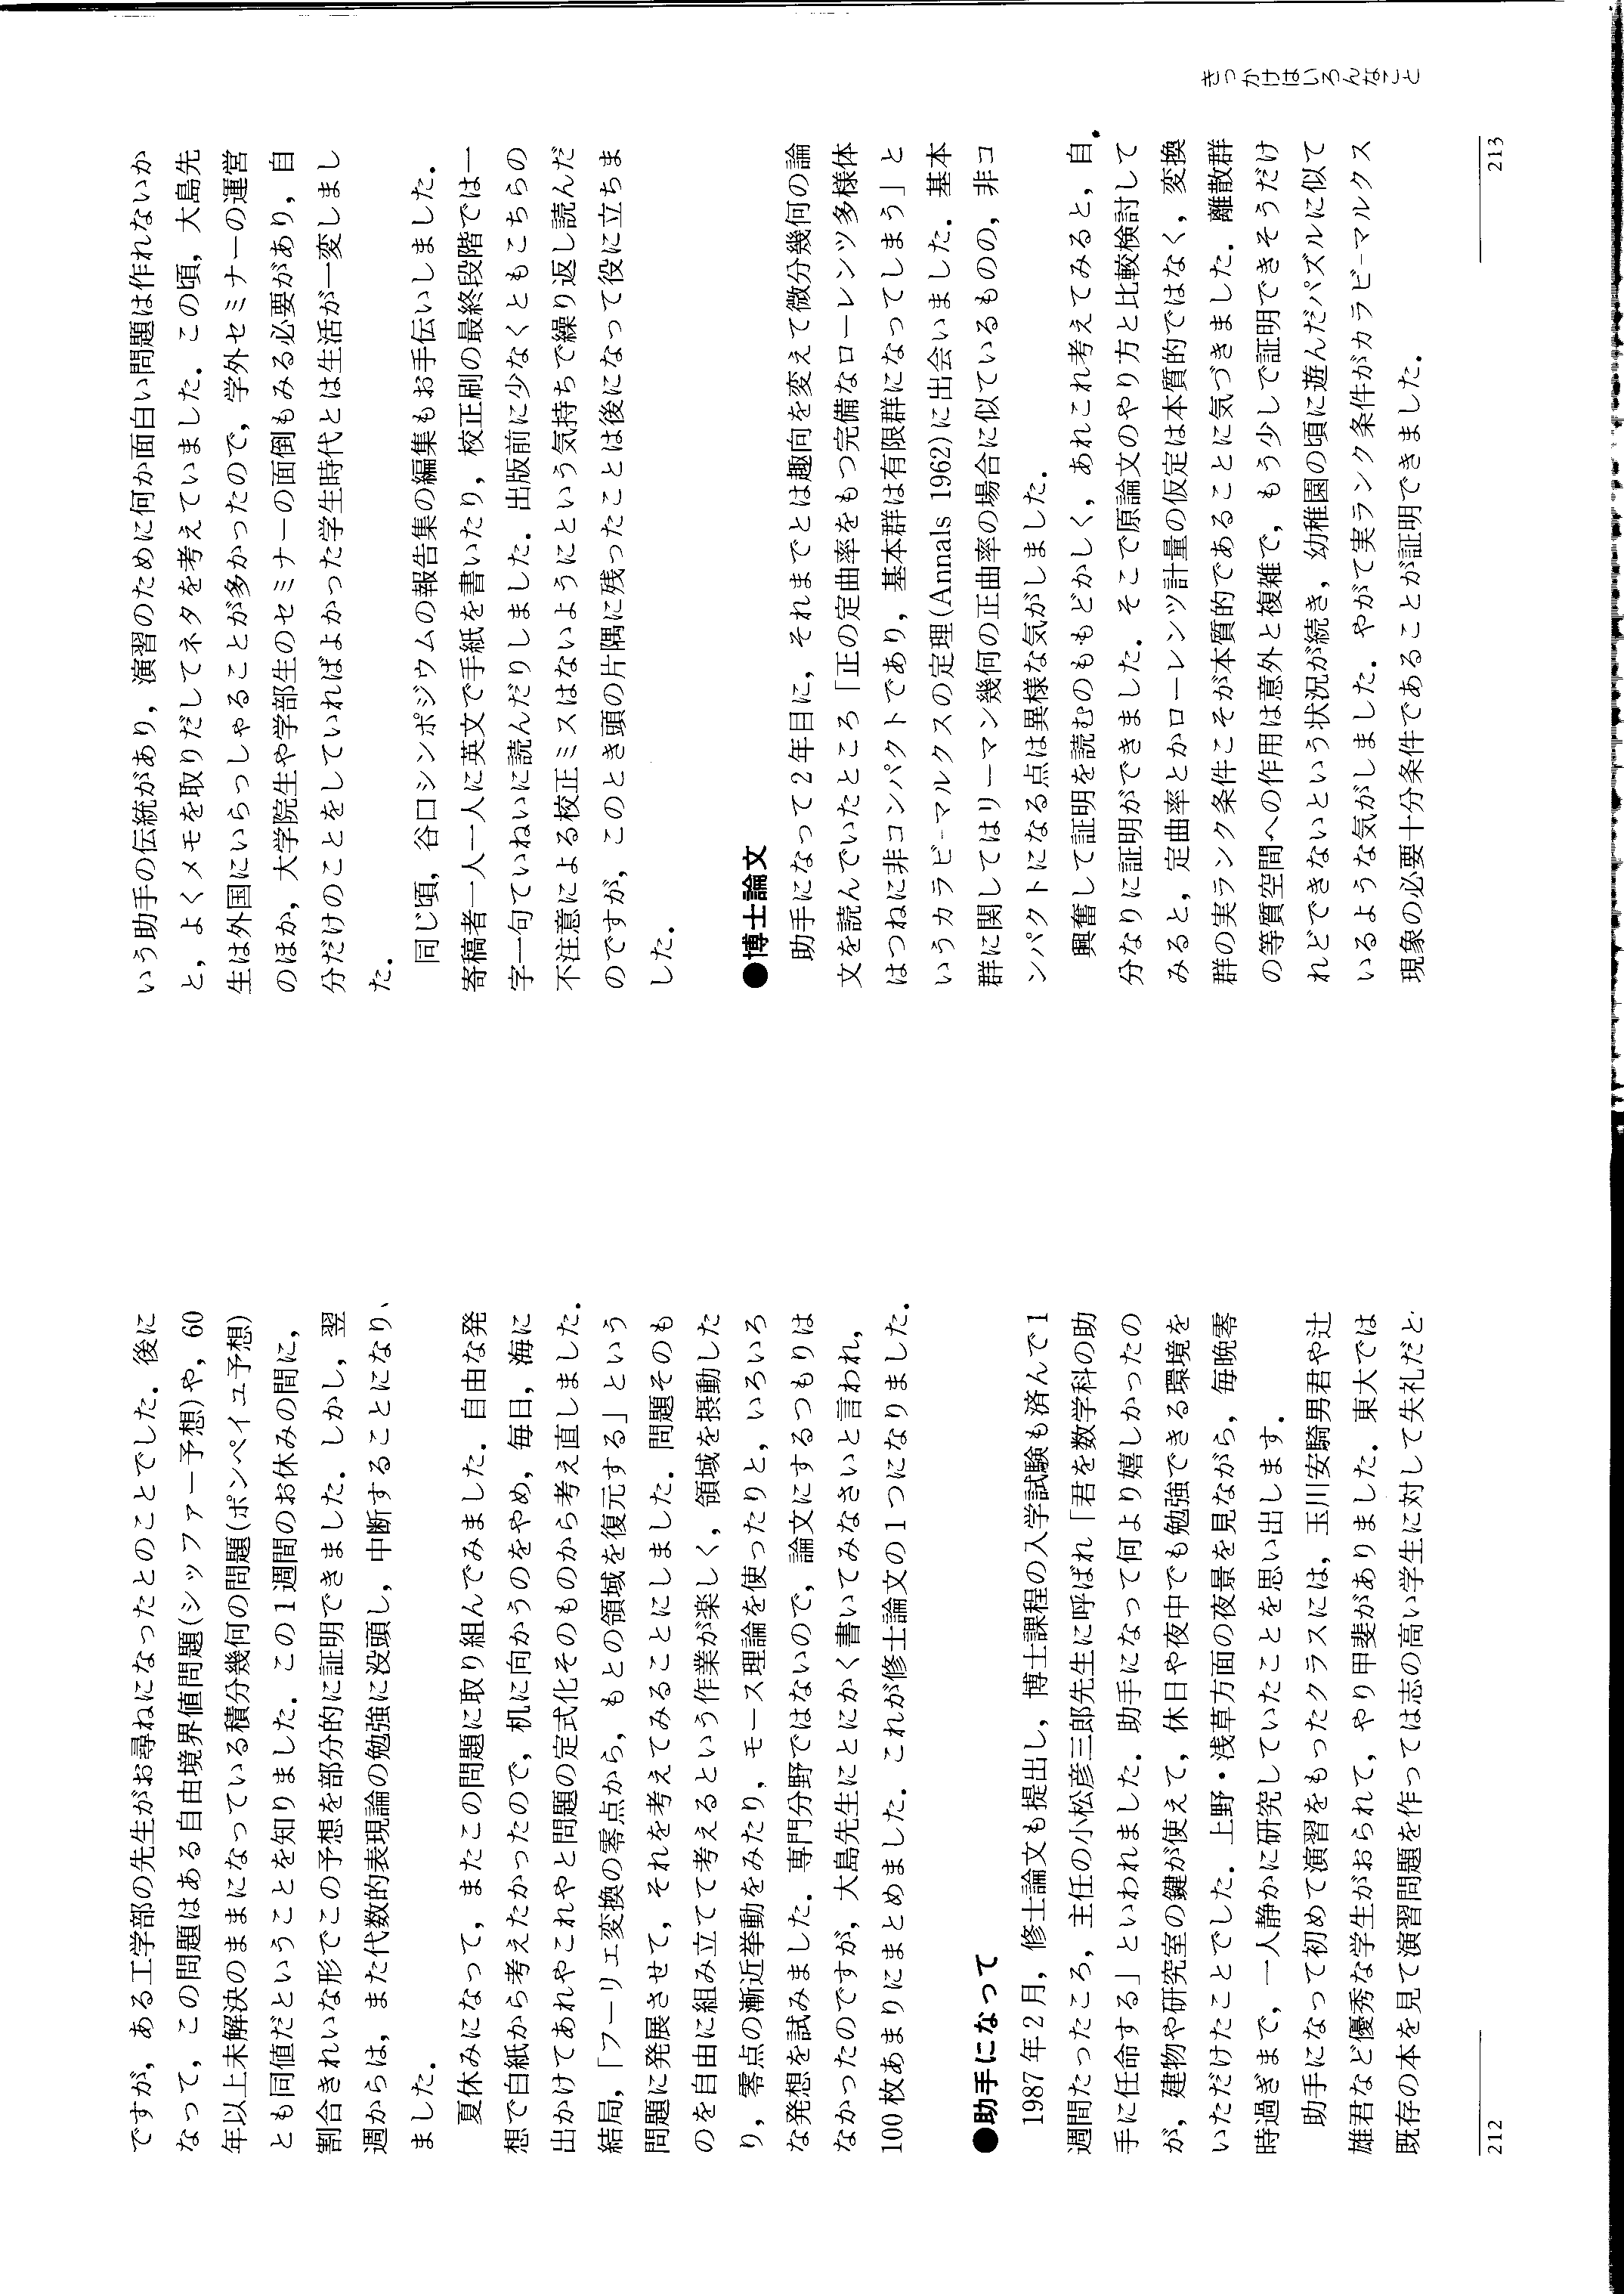 ですが，ある工学部の先生がお尋ねになったとのことでした．後に
なって，この問題はある自由境界値問題(シッファー予想)や，60
年以上未解決のままになっている積分幾何の問題(ポンペイユ予想)
とも同値だということを知りました．この1週間のお休みの間に，
割合きれいな形でこの予想を部分的に証明できました．しかし，翌
週からは，また代数的表現論の勉強に没頭し，中断することになり、
ました．
夏休みになって，またこの問題に取り組んでみました．自由な発
想で白紙から考えたかったので，机に向かうのをやめ，毎日，海に
出かけてあれやこれやと問題の定式化そのものから考え直しました．
結局，「フーリエ変換の零点から，もとの領域を復元する」という
問題に発展させて，それを考えてみることにしました．問題そのも
のを自由に組み立てて考えるという作業が楽しく，領域を摂動した
り，零点の漸近挙動をみたり，モース理論を使ったりと，いろいろ
な発想を試みました．専門分野ではないので，論文にするつもりは
なかったのですが，大島先生にとにかく書いてみなさいと言われ，
100枚あまりにまとめました．これが修士論文の1つになりました．
●助手になって
1987年2月，修士論文も提出し，博士課程の入学試験も済んで1
週間たったころ，主任の小松彦三郎先生に呼ばれ「君を数学科の助
手に任命する」といわれました．助手になって何より嬉しかったの
が，建物や研究室の鍵が使えて，休日や夜中でも勉強できる環境を
いただけたことでした．上野・浅草方面の夜景を見ながら，毎晩零
時過ぎまで，一人静かに研究していたことを思い出します．
助手になって初めて演習をもったクラスには，玉川安騎男君や辻
雄君など優秀な学生がおられて，やり甲斐がありました．東大では
既存の本を見て演習問題を作っては志の高い学生に対して失礼だと
212
いう助手の伝統があり，演習のために何か面白い問題は作れないか
と，よくメモを取りだしてネタを考えていました．この頃，大島先
生は外国にいらっしゃることが多かったので，学外セミナーの運営
のほか，大学院生や学部生のセミナーの面倒もみる必要があり，自
分だけのことをしていればよかった学生時代とは生活が一変しまし
た．
同じ頃，谷口シンポジウムの報告集の編集もお手伝いしました．
寄稿者一人一人に英文で手紙を書いたり，校正刷の最終段階では一
字一句ていねいに読んだりしました．出版前に少なくともこちらの
不注意による校正ミスはないようにという気持ちで繰り返し読んだ
のですが，このとき頭の片隅に残ったことは後になって役に立ちま
した．
●博士論文
助手になって2年目に，それまでとは趣向を変えて微分幾何の論
文を読んでいたところ「正の定曲率をもつ完備なローレンツ多様体
はつねに非コンパクトであり，基本群は有限群になってしまう」と
いうカラビ-マルクスの定理(Annals 1962)に出会いました．基本
群に関してはリーマン幾何の正曲率の場合に似ているものの，非コ
ンパクトになる点は異様な気がしました．
興奮して証明を読むのももどかしく，あれこれ考えてみると，自
分なりに証明ができました．そこで原論文のやり方と比較検討して
みると，定曲率とかローレンツ計量の仮定は本質的ではなく，変換
群の実ランク条件こそが本質的であることに気づきました．離散群
の等質空間への作用は意外と複雑で，もう少しで証明できそうだけ
れどできないという状況が続き，幼稚園の頃に遊んだパズルに似て
いるような気がしました．やがて実ランク条件がカラビ-マルクス
現象の必要十分条件であることが証明できました．
きっかけはいろんなこと
213